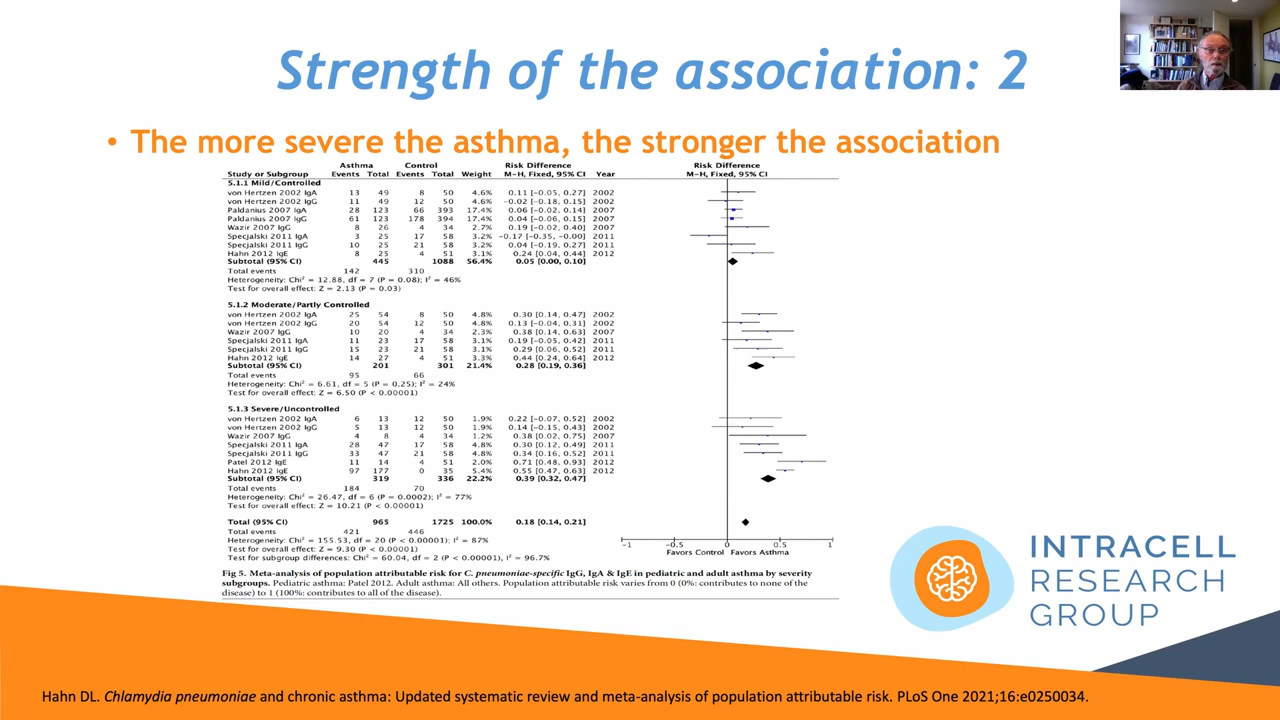 Strength of the association: 2
• The more severe the asthma, the stronger the association
Asthma Control Risk Difference Risk Difference
Study or Subgroup Events Total Events Total Weight M-H, Fixed, 95% CI Year M-H, Fixed, 95% CI
5.1.1 Mild/Controlled
von Hertzen 2002 IgA 13 49 8 50 4.6% 0.11 [-0.05, 0.27] 2002
von Hertzen 2002 IgG 11 49 12 50 4.6% -0.02 [-0.18, 0.15] 2002
Paldanius 2007 IgA 28 123 66 393 17.4% 0.06 [-0.02, 0.14] 2007
Paldanius 2007 IgG 61 123 178 394 17.4% 0.04 [-0.06, 0.15] 2007
Wazir 2007 IgG 8 26 4 34 2.7% 0.19 [-0.02, 0.40] 2007
Specjalski 2011 IgA 3 25 17 58 3.2% -0.17 [-0.35, -0.00] 2011
Specjalski 2011 IgG 10 25 21 58 3.2% 0.04 [-0.19, 0.27] 2011
Hahn 2012 IgE 8 25 4 51 3.1% 0.24 [0.04, 0.44] 2012
Subtotal (95% CI) 445 1088 56.4% 0.05 [0.00, 0.10]
Total events 142 310
Heterogeneity: Chi² = 12.88, df = 7 (P = 0.08); I² = 46%
Test for overall effect: Z = 2.13 (P = 0.03)
5.1.2 Moderate/Partly Controlled
von Hertzen 2002 IgA 25 54 8 50 4.8% 0.30 [0.14, 0.47] 2002
von Hertzen 2002 IgG 20 54 12 50 4.8% 0.13 [-0.04, 0.31] 2002
Wazir 2007 IgG 10 20 4 34 2.3% 0.38 [0.14, 0.63] 2007
Specjalski 2011 IgA 11 23 17 58 3.1% 0.19 [-0.05, 0.42] 2011
Specjalski 2011 IgG 15 23 21 58 3.1% 0.29 [0.06, 0.52] 2011
Hahn 2012 IgE 14 27 4 51 3.3% 0.44 [0.24, 0.64] 2012
Subtotal (95% CI) 201 301 21.4% 0.28 [0.19, 0.36]
Total events 95 66
Heterogeneity: Chi² = 6.61, df = 5 (P = 0.25); I² = 24%
Test for overall effect: Z = 6.50 (P < 0.00001)
5.1.3 Severe/Uncontrolled
von Hertzen 2002 IgA 6 13 12 50 1.9% 0.22 [-0.07, 0.52] 2002
von Hertzen 2002 IgG 5 13 12 50 1.9% 0.14 [-0.15, 0.43] 2002
Wazir 2007 IgG 4 8 4 34 1.2% 0.38 [0.02, 0.75] 2007
Specjalski 2011 IgA 28 47 17 58 4.8% 0.30 [0.12, 0.49] 2011
Specjalski 2011 IgG 33 47 21 58 4.8% 0.34 [0.16, 0.52] 2011
Patel 2012 IgE 11 14 4 51 2.0% 0.71 [0.48, 0.93] 2012
Hahn 2012 IgE 97 177 0 35 5.4% 0.55 [0.47, 0.63] 2012
Subtotal (95% CI) 319 336 22.2% 0.39 [0.32, 0.47]
Total events 184 70
Heterogeneity: Chi² = 26.47, df = 6 (P = 0.0002); I² = 77%
Test for overall effect: Z = 10.21 (P < 0.00001)
Total (95% CI) 965 1725 100.0% 0.18 [0.14, 0.21]
Total events 421 446
Heterogeneity: Chi² = 155.53, df = 20 (P < 0.00001); I² = 87%
Test for overall effect: Z = 9.30 (P < 0.00001)
Test for subgroup differences: Chi² = 60.04, df = 2 (P < 0.00001), I² = 96.7%
-1 -0.5 0 0.5 1
Favors Control Favors Asthma
Fig 5. Meta-analysis of population attributable risk for C. pneumoniae-specific IgG, IgA & IgE in pediatric and adult asthma by severity
subgroups. Pediatric asthma: Patel 2012. Adult asthma: All others. Population attributable risk varies from 0 (0%: contributes to none of the
disease) to 1 (100%: contributes to all of the disease).
INTRACELL
RESEARCH
GROUP
Hahn DL. Chlamydia pneumoniae and chronic asthma: Updated systematic review and meta-analysis of population attributable risk. PLoS One 2021;16:e0250034.